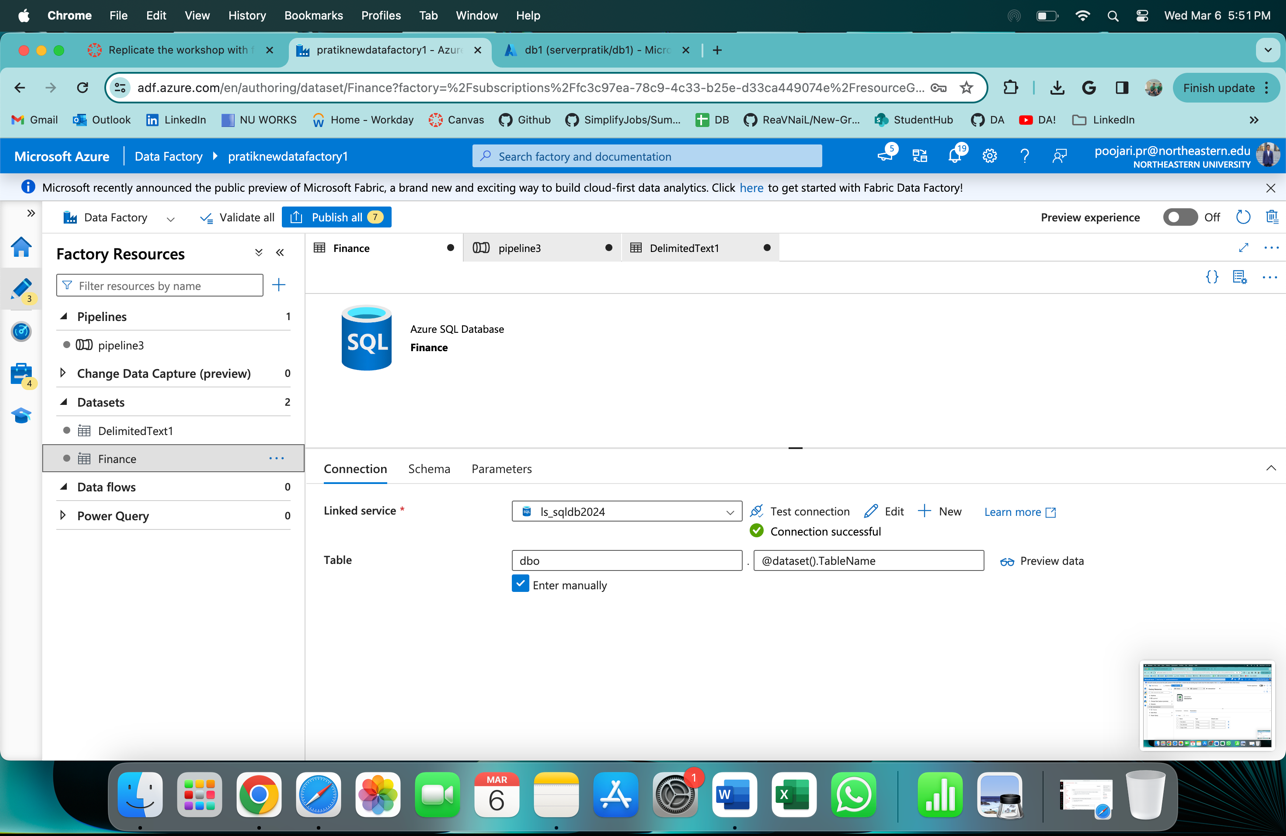 Chrome File Edit View History Bookmarks Profiles Tab Window Help Wed Mar 6 5:51 PM
Replicate the workshop with f pratiknewdatafactory1 - Azure db1 (serverpratik/db1) - Micro
adf.azure.com/en/authoring/dataset/Finance?factory=%2Fsubscriptions%2Ffc3c97ea-78c9-4c33-b25e-d33ca449074e%2FresourceG... Finish update
Gmail Outlook LinkedIn NU WORKS Home - Workday Canvas Github SimplifyJobs/Sum... DB ReaVNaiL/New-Gr... StudentHub DA DA! LinkedIn »
Microsoft Azure Data Factory pratiknewdatafactory1 Search factory and documentation 5 19 poojari.pr@northeastern.edu
NORTHEASTERN UNIVERSITY
Microsoft recently announced the public preview of Microsoft Fabric, a brand new and exciting way to build cloud-first data analytics. Click here to get started with Fabric Data Factory!
Data Factory Validate all Publish all 7 Preview experience Off
Factory Resources
Finance pipeline3 DelimitedText1
Filter resources by name
3
4
Pipelines 1
pipeline3
Change Data Capture (preview) 0
Datasets 2
DelimitedText1
Finance
Data flows 0
Power Query 0
SQL
Azure SQL Database
Finance
Connection Schema Parameters
Linked service * ls_sqldb2024 Test connection Edit New Learn more
Connection successful
Table dbo . @dataset().TableName Preview data
Enter manually
MAR
6
1
W
X